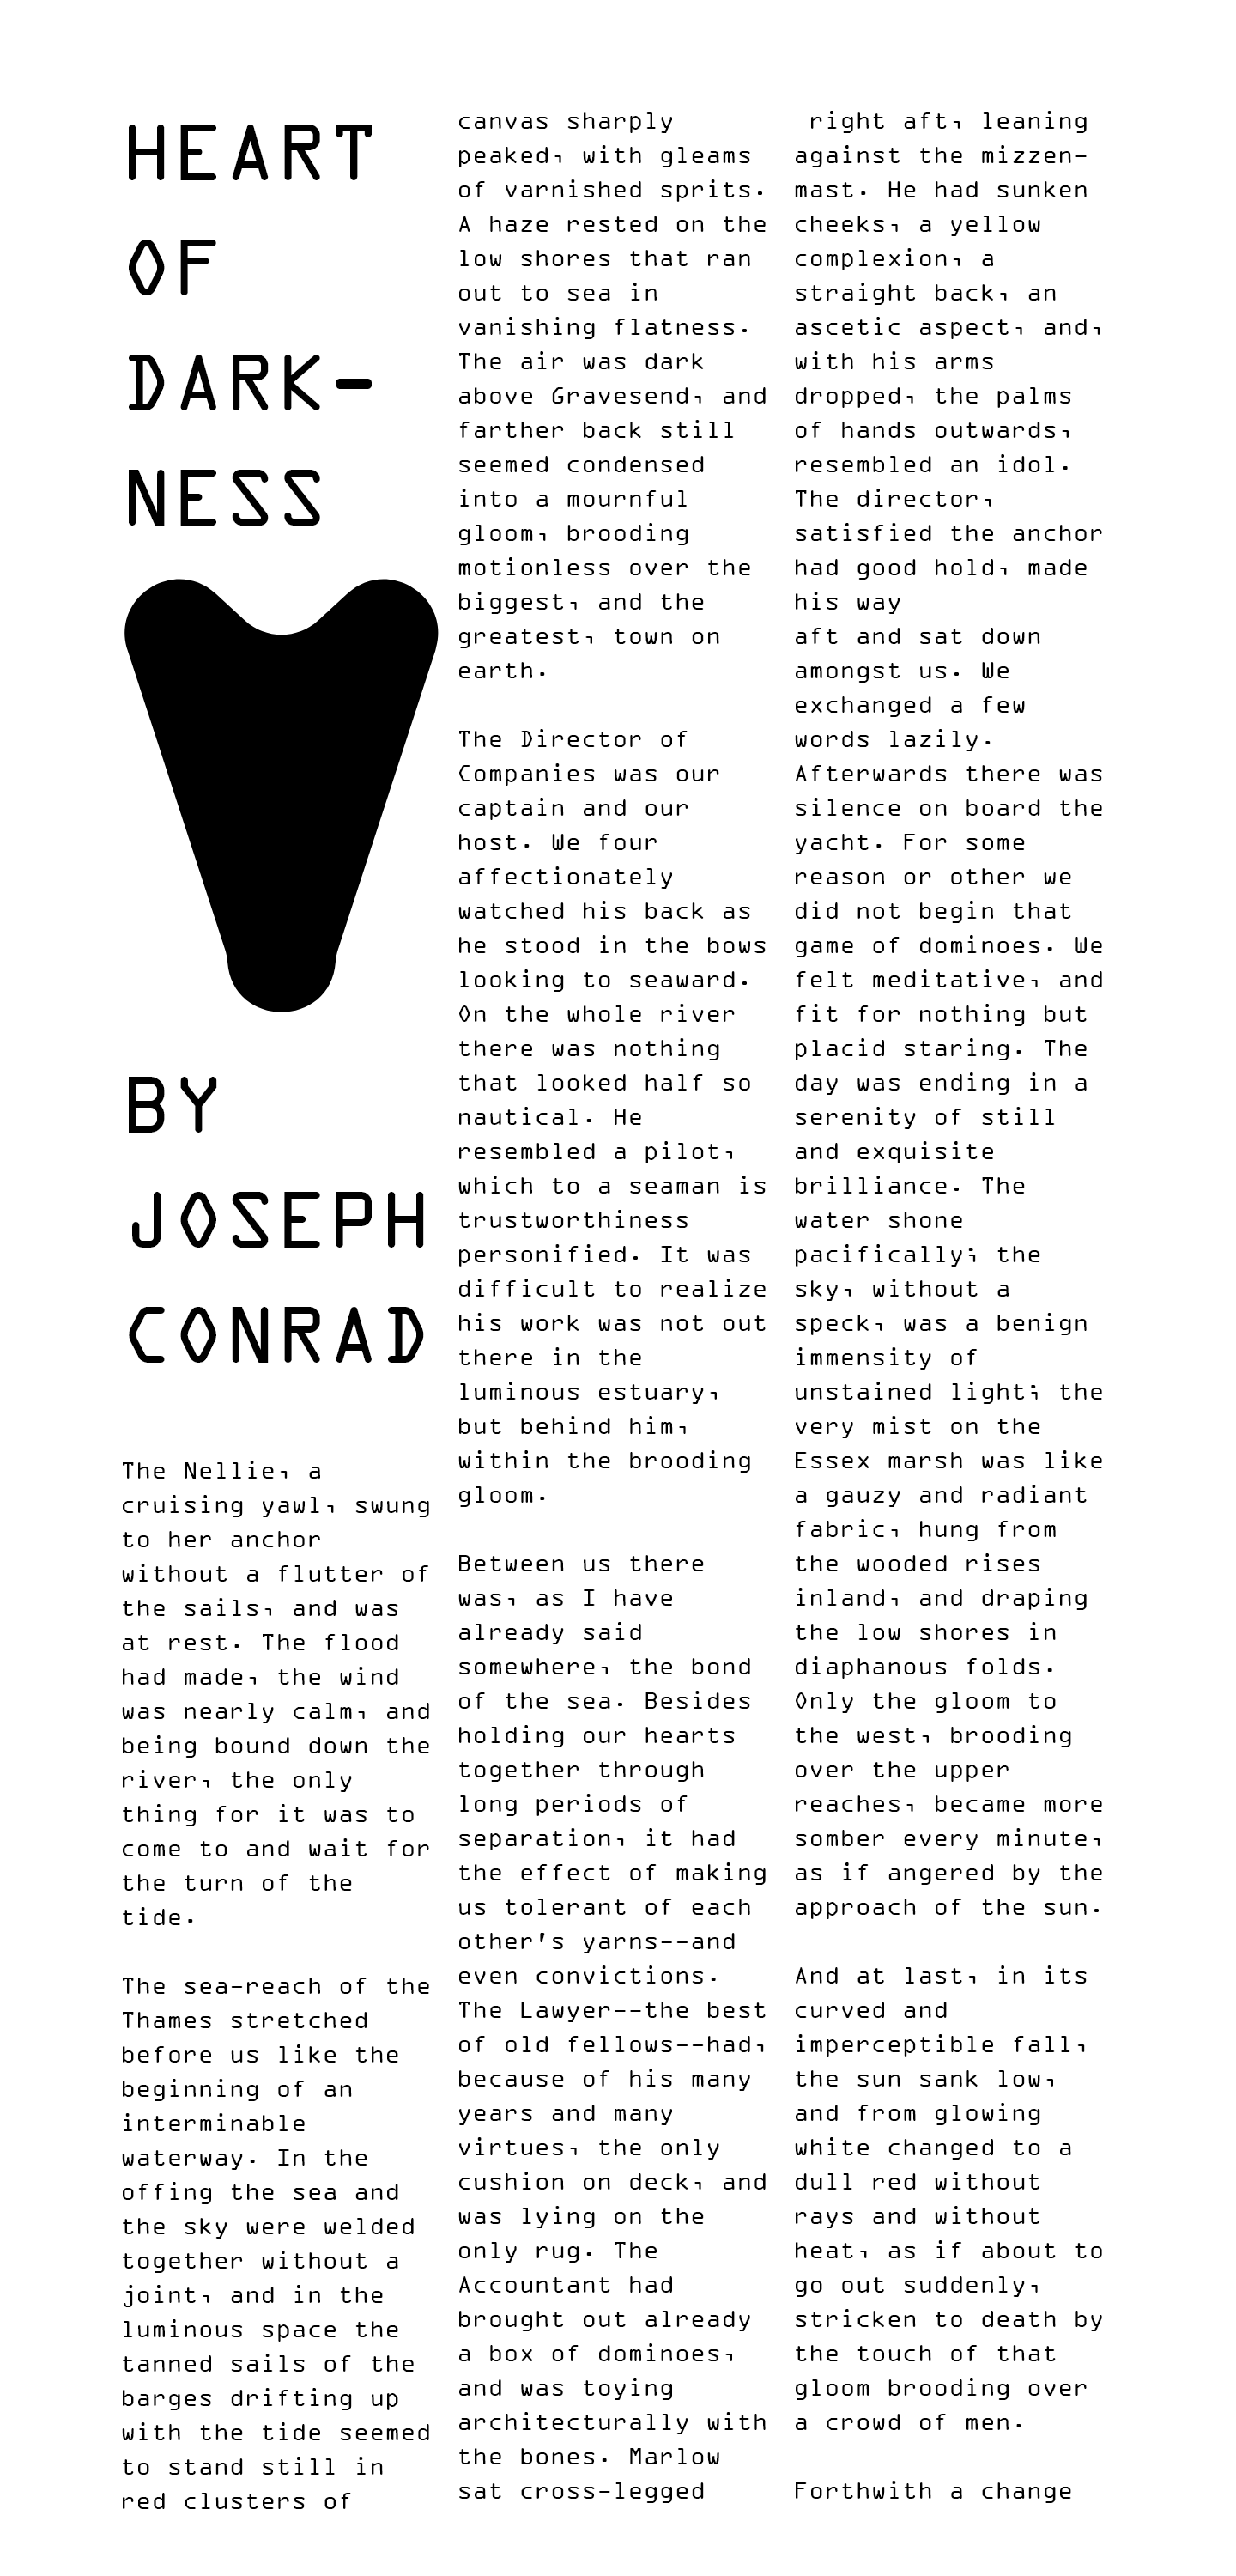 HEART
OF
DARK-
NESS
BY
JOSEPH
CONRAD
The Nellie, a
cruising yawl, swung
to her anchor
without a flutter of
the sails, and was
at rest. The flood
had made, the wind
was nearly calm, and
being bound down the
river, the only
thing for it was to
come to and wait for
the turn of the
tide.
The sea-reach of the
Thames stretched
before us like the
beginning of an
interminable
waterway. In the
offing the sea and
the sky were welded
together without a
joint, and in the
luminous space the
tanned sails of the
barges drifting up
with the tide seemed
to stand still in
red clusters of
canvas sharply
peaked, with gleams
of varnished sprits.
A haze rested on the
low shores that ran
out to sea in
vanishing flatness.
The air was dark
above Gravesend, and
farther back still
seemed condensed
into a mournful
gloom, brooding
motionless over the
biggest, and the
greatest, town on
earth.
The Director of
Companies was our
captain and our
host. We four
affectionately
watched his back as
he stood in the bows
looking to seaward.
On the whole river
there was nothing
that looked half so
nautical. He
resembled a pilot,
which to a seaman is
trustworthiness
personified. It was
difficult to realize
his work was not out
there in the
luminous estuary,
but behind him,
within the brooding
gloom.
Between us there
was, as I have
already said
somewhere, the bond
of the sea. Besides
holding our hearts
together through
long periods of
separation, it had
the effect of making
us tolerant of each
other's yarns--and
even convictions.
The Lawyer--the best
of old fellows--had,
because of his many
years and many
virtues, the only
cushion on deck, and
was lying on the
only rug. The
Accountant had
brought out already
a box of dominoes,
and was toying
architecturally with
the bones. Marlow
sat cross-legged
right aft, leaning
against the mizzen-
mast. He had sunken
cheeks, a yellow
complexion, a
straight back, an
ascetic aspect, and,
with his arms
dropped, the palms
of hands outwards,
resembled an idol.
The director,
satisfied the anchor
had good hold, made
his way
aft and sat down
amongst us. We
exchanged a few
words lazily.
Afterwards there was
silence on board the
yacht. For some
reason or other we
did not begin that
game of dominoes. We
felt meditative, and
fit for nothing but
placid staring. The
day was ending in a
serenity of still
and exquisite
brilliance. The
water shone
pacifically; the
sky, without a
speck, was a benign
immensity of
unstained light; the
very mist on the
Essex marsh was like
a gauzy and radiant
fabric, hung from
the wooded rises
inland, and draping
the low shores in
diaphanous folds.
Only the gloom to
the west, brooding
over the upper
reaches, became more
somber every minute,
as if angered by the
approach of the sun.
And at last, in its
curved and
imperceptible fall,
the sun sank low,
and from glowing
white changed to a
dull red without
rays and without
heat, as if about to
go out suddenly,
stricken to death by
the touch of that
gloom brooding over
a crowd of men.
Forthwith a change